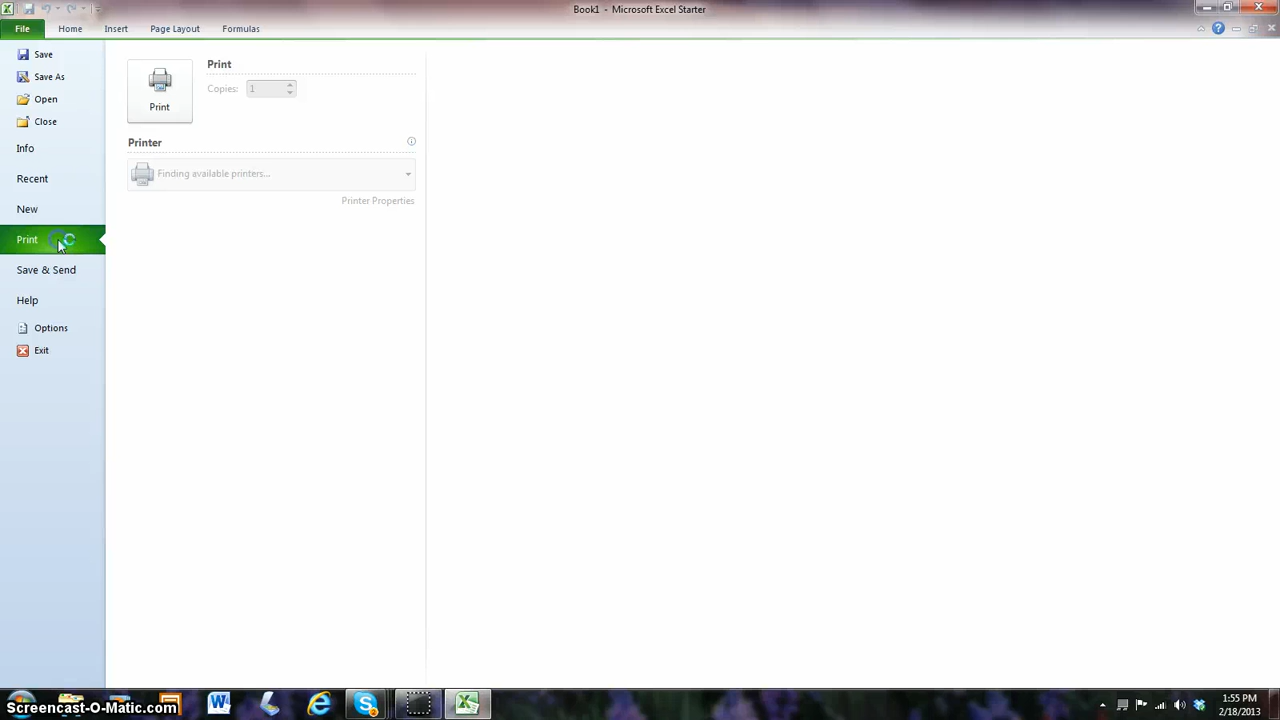 Book1 - Microsoft Excel Starter
File Home Insert Page Layout Formulas
Save
Save As
Open
Close
Info
Recent
New
Print
Save & Send
Help
Options
Exit
Print
Print
Copies: 1
Printer
Finding available printers...
Printer Properties
Screencast-O-Matic.com
1:55 PM
2/18/2013